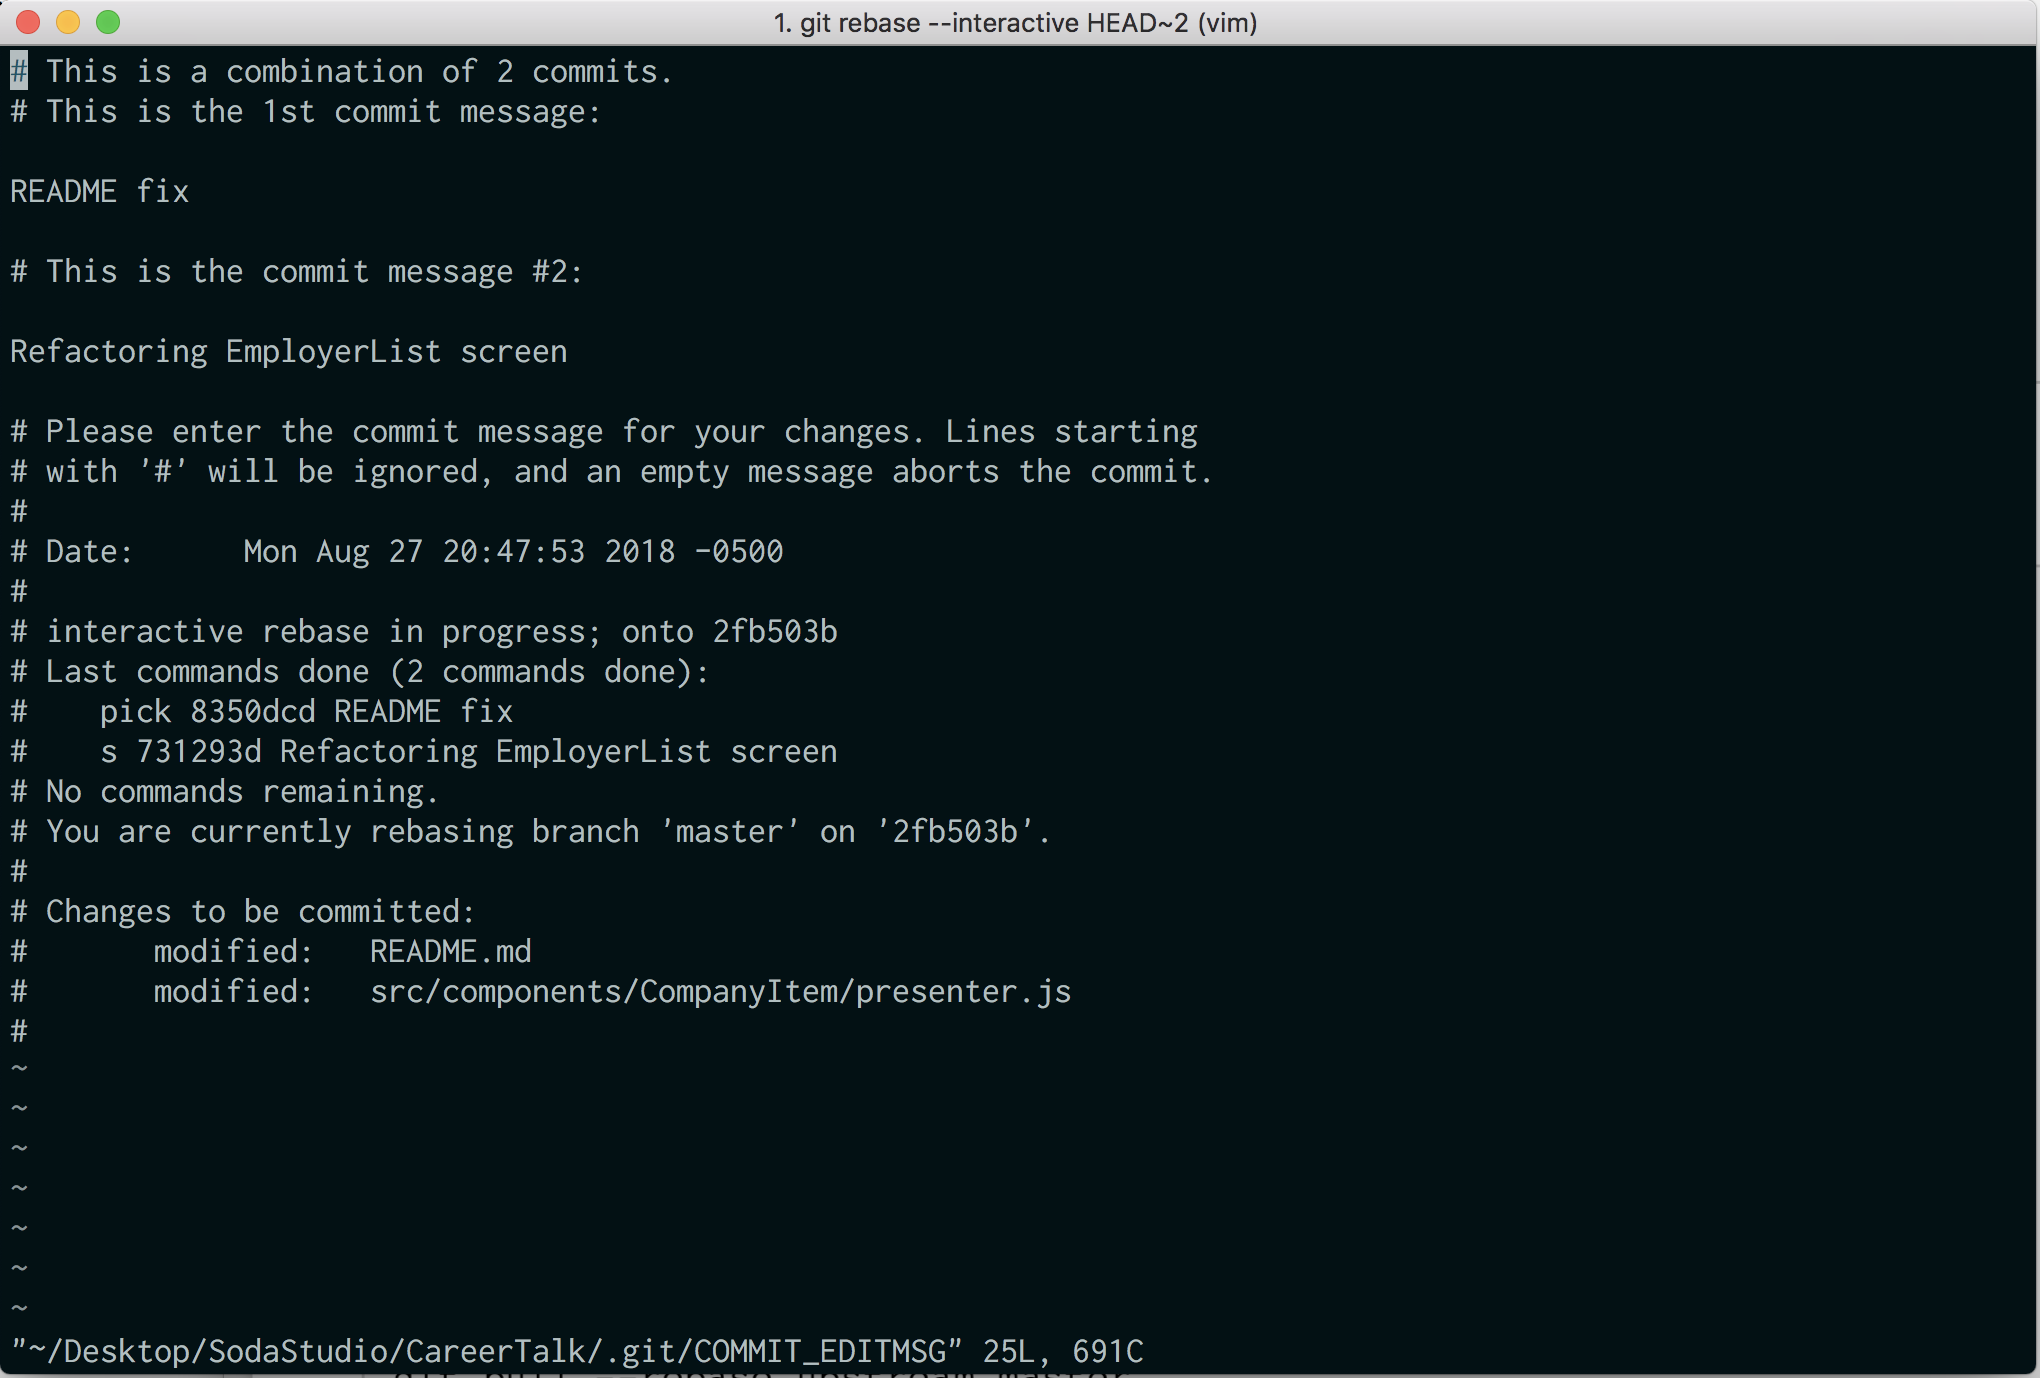 1. git rebase --interactive HEAD~2 (vim)
# This is a combination of 2 commits.
# This is the 1st commit message:
README fix
# This is the commit message #2:
Refactoring EmployerList screen
# Please enter the commit message for your changes. Lines starting
# with '#' will be ignored, and an empty message aborts the commit.
#
# Date:      Mon Aug 27 20:47:53 2018 -0500
#
# interactive rebase in progress; onto 2fb503b
# Last commands done (2 commands done):
#    pick 8350dcd README fix
#    s 731293d Refactoring EmployerList screen
# No commands remaining.
# You are currently rebasing branch 'master' on '2fb503b'.
#
# Changes to be committed:
#       modified:   README.md
#       modified:   src/components/CompanyItem/presenter.js
#
~
~
~
~
~
~
~
"~/Desktop/SodaStudio/CareerTalk/.git/COMMIT_EDITMSG" 25L, 691C